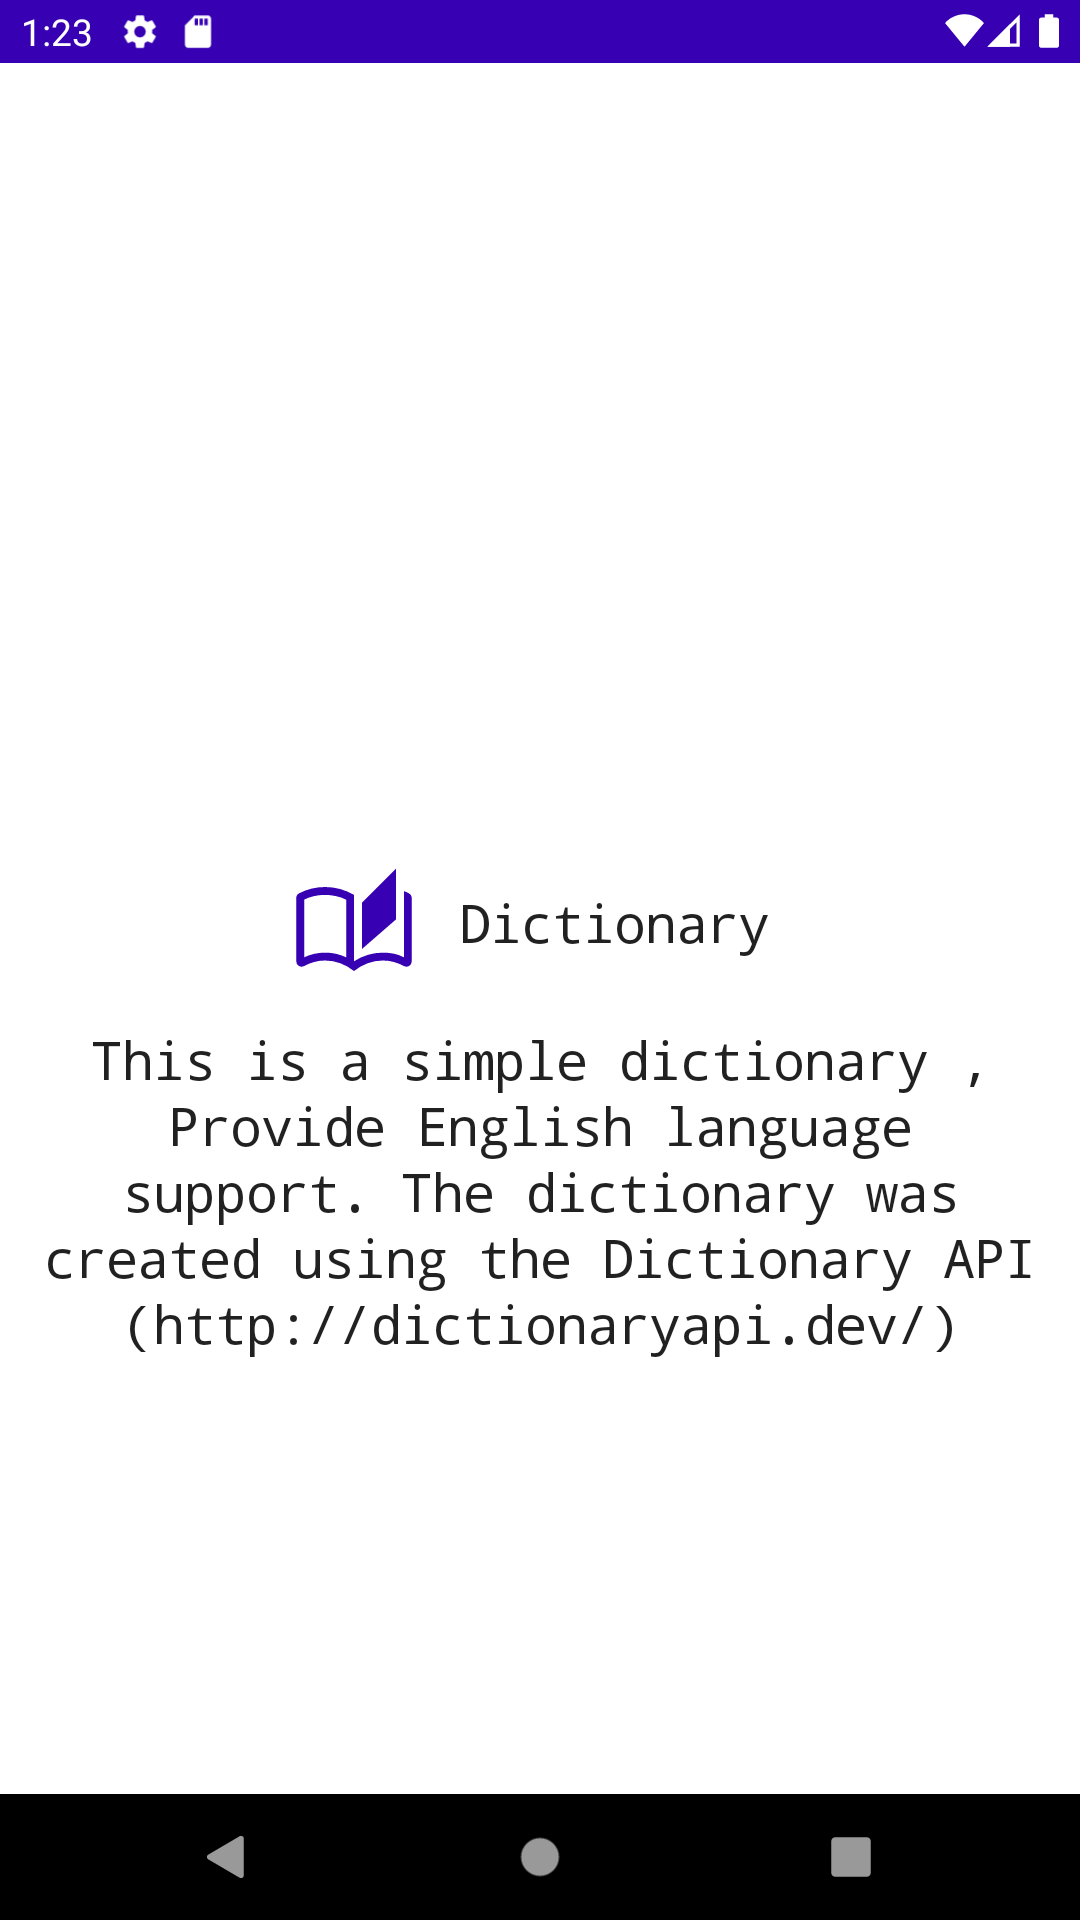 1:23
Dictionary
This is a simple dictionary ,
Provide English language
support. The dictionary was
created using the Dictionary API
(http://dictionaryapi.dev/)